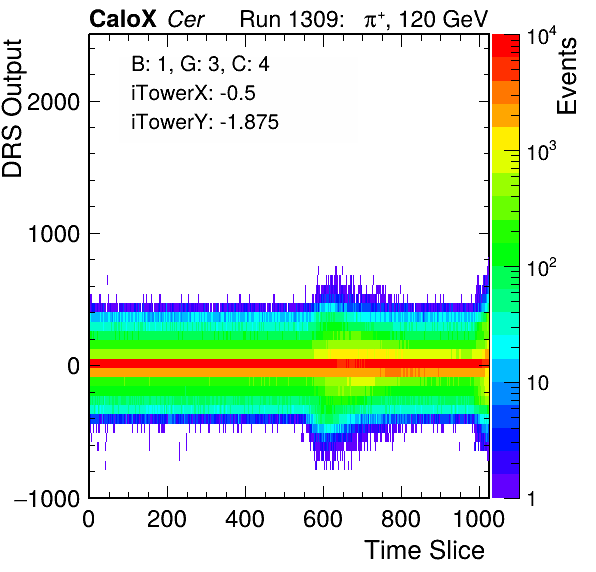 CaloX Cer Run 1309: π⁺, 120 GeV
B: 1, G: 3, C: 4
iTowerX: -0.5
iTowerY: -1.875
DRS Output
2000
1000
0
−1000
0 200 400 600 800 1000
Time Slice
Events
10⁴
10³
10²
10
1